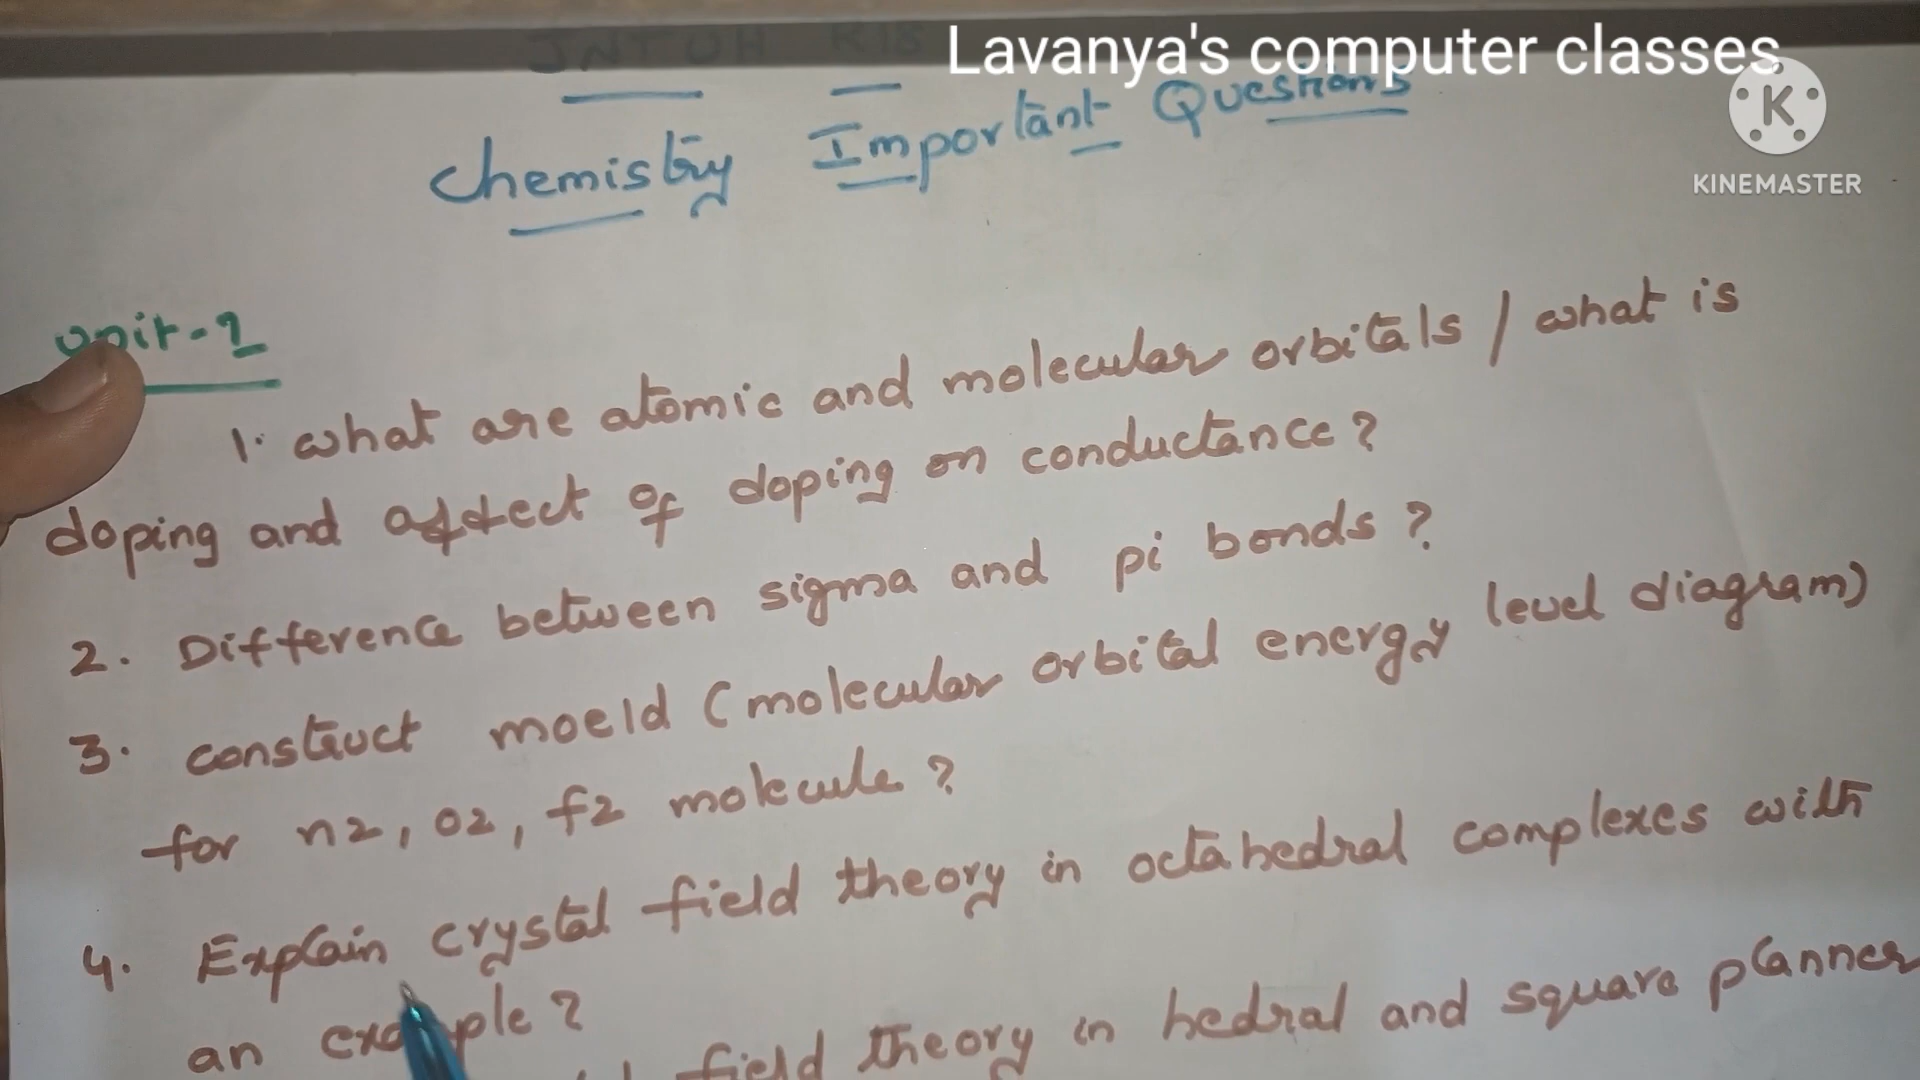 Lavanya's computer classes
JNTUH R18
Chemistry Important Questions
KINEMASTER
Unit-1
1. what are atomic and molecular orbitals / what is
doping and affect of doping on conductance?
2. Difference between sigma and pi bonds?
3. construct moeld (molecular orbital energy level diagram)
for n2, o2, f2 molecule?
4. Explain crystal field theory in octahedral complexes with
an example?
field theory in hedral and square planner